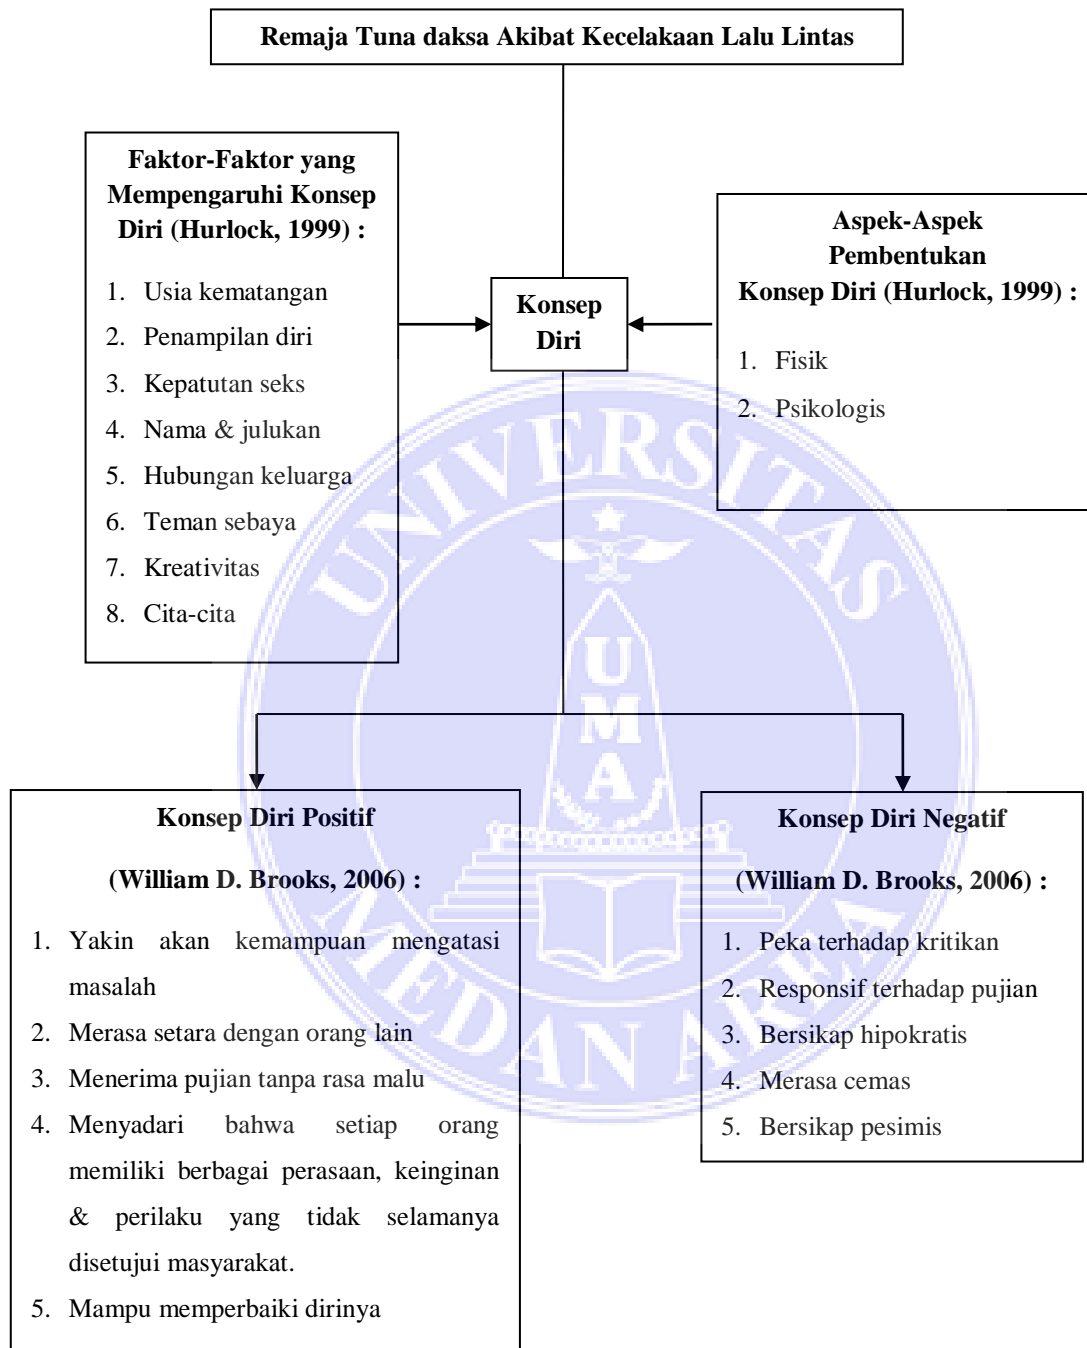 Remaja Tuna daksa Akibat Kecelakaan Lalu Lintas
Faktor-Faktor yang
Mempengaruhi Konsep
Diri (Hurlock, 1999) :
1. Usia kematangan
2. Penampilan diri
3. Kepatutan seks
4. Nama & julukan
5. Hubungan keluarga
6. Teman sebaya
7. Kreativitas
8. Cita-cita
Konsep
Diri
Aspek-Aspek
Pembentukan
Konsep Diri (Hurlock, 1999) :
1. Fisik
2. Psikologis
UNIVERSITAS
UMA
MEDAN AREA
Konsep Diri Positif
(William D. Brooks, 2006) :
1. Yakin akan kemampuan mengatasi
masalah
2. Merasa setara dengan orang lain
3. Menerima pujian tanpa rasa malu
4. Menyadari bahwa setiap orang
memiliki berbagai perasaan, keinginan
& perilaku yang tidak selamanya
disetujui masyarakat.
5. Mampu memperbaiki dirinya
Konsep Diri Negatif
(William D. Brooks, 2006) :
1. Peka terhadap kritikan
2. Responsif terhadap pujian
3. Bersikap hipokratis
4. Merasa cemas
5. Bersikap pesimis